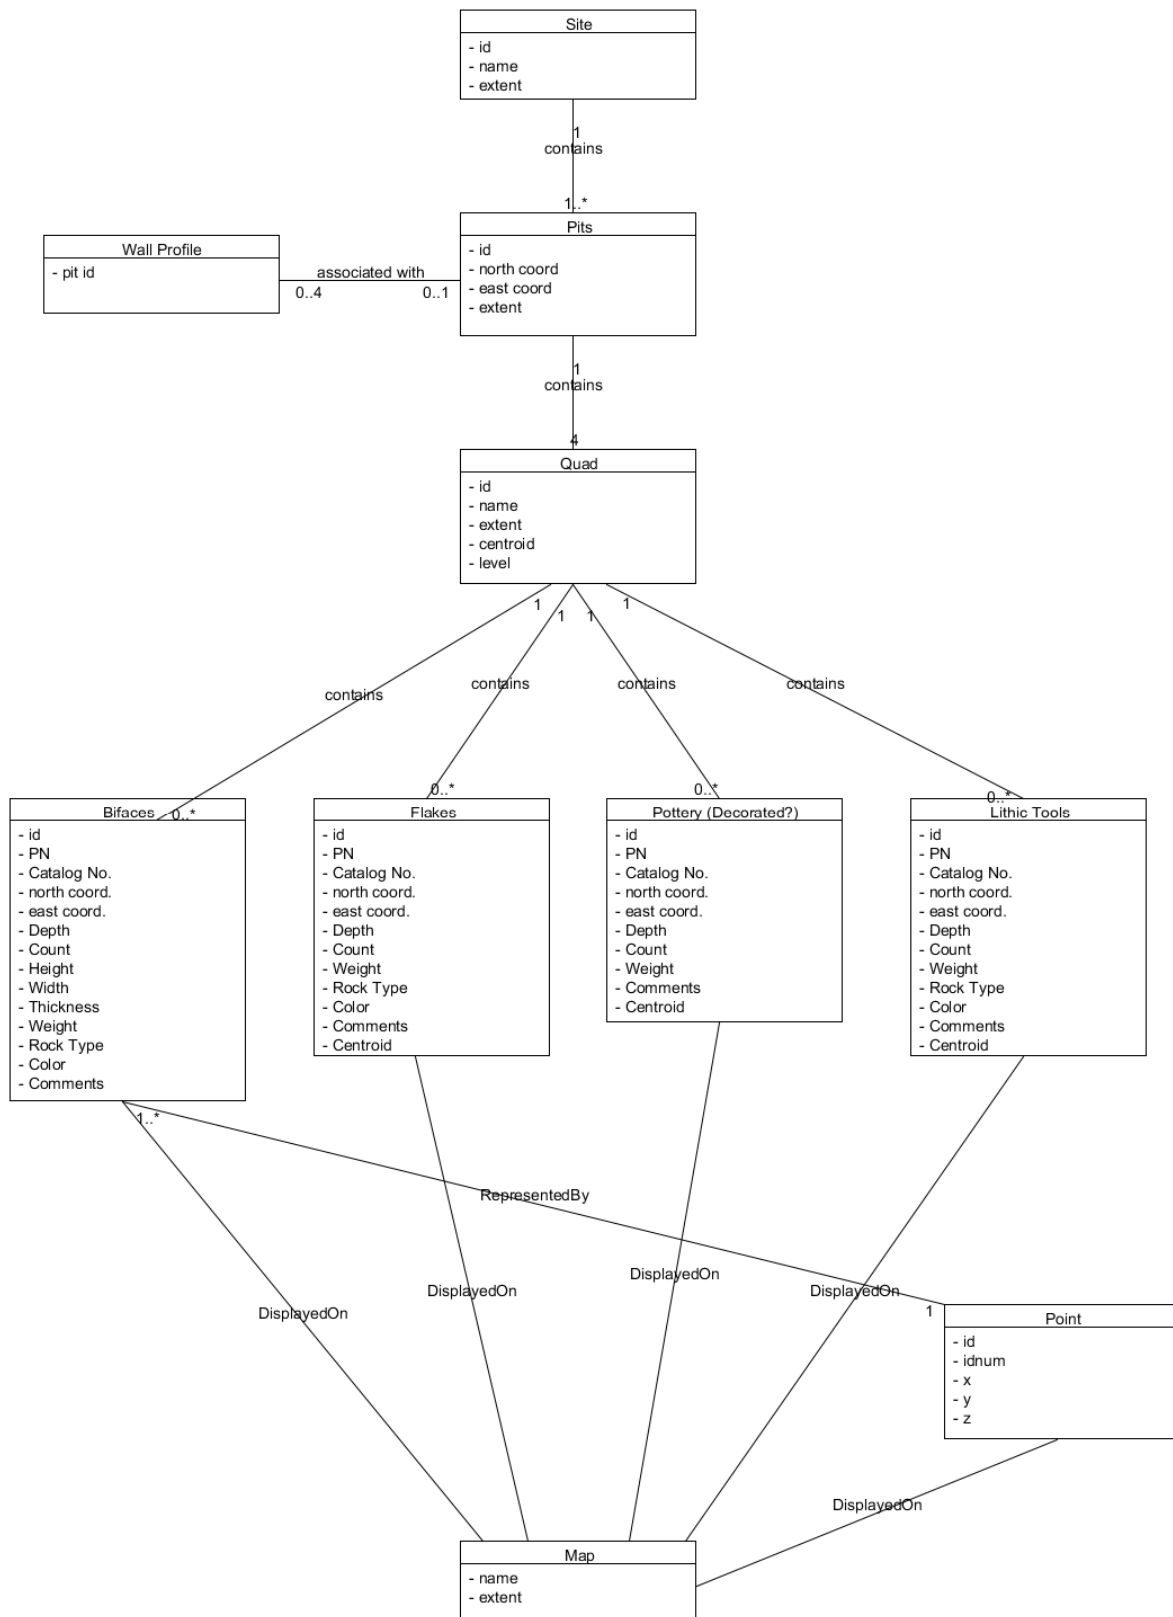 Site
- id
- name
- extent
1
contains
1..*
Pits
- id
- north coord
- east coord
- extent
Wall Profile
- pit id
associated with
0..4
0..1
1
contains
4
Quad
- id
- name
- extent
- centroid
- level
1
1
1
1
contains
contains
contains
contains
0..*
0..*
0..*
0..*
Bifaces
- id
- PN
- Catalog No.
- north coord.
- east coord.
- Depth
- Count
- Height
- Width
- Thickness
- Weight
- Rock Type
- Color
- Comments
Flakes
- id
- PN
- Catalog No.
- north coord.
- east coord.
- Depth
- Count
- Weight
- Rock Type
- Color
- Comments
- Centroid
Pottery (Decorated?)
- id
- PN
- Catalog No.
- north coord.
- east coord.
- Depth
- Count
- Weight
- Comments
- Centroid
Lithic Tools
- id
- PN
- Catalog No.
- north coord.
- east coord.
- Depth
- Count
- Weight
- Rock Type
- Color
- Comments
- Centroid
1..*
RepresentedBy
1
DisplayedOn
DisplayedOn
DisplayedOn
DisplayedOn
Point
- id
- idnum
- x
- y
- z
DisplayedOn
Map
- name
- extent